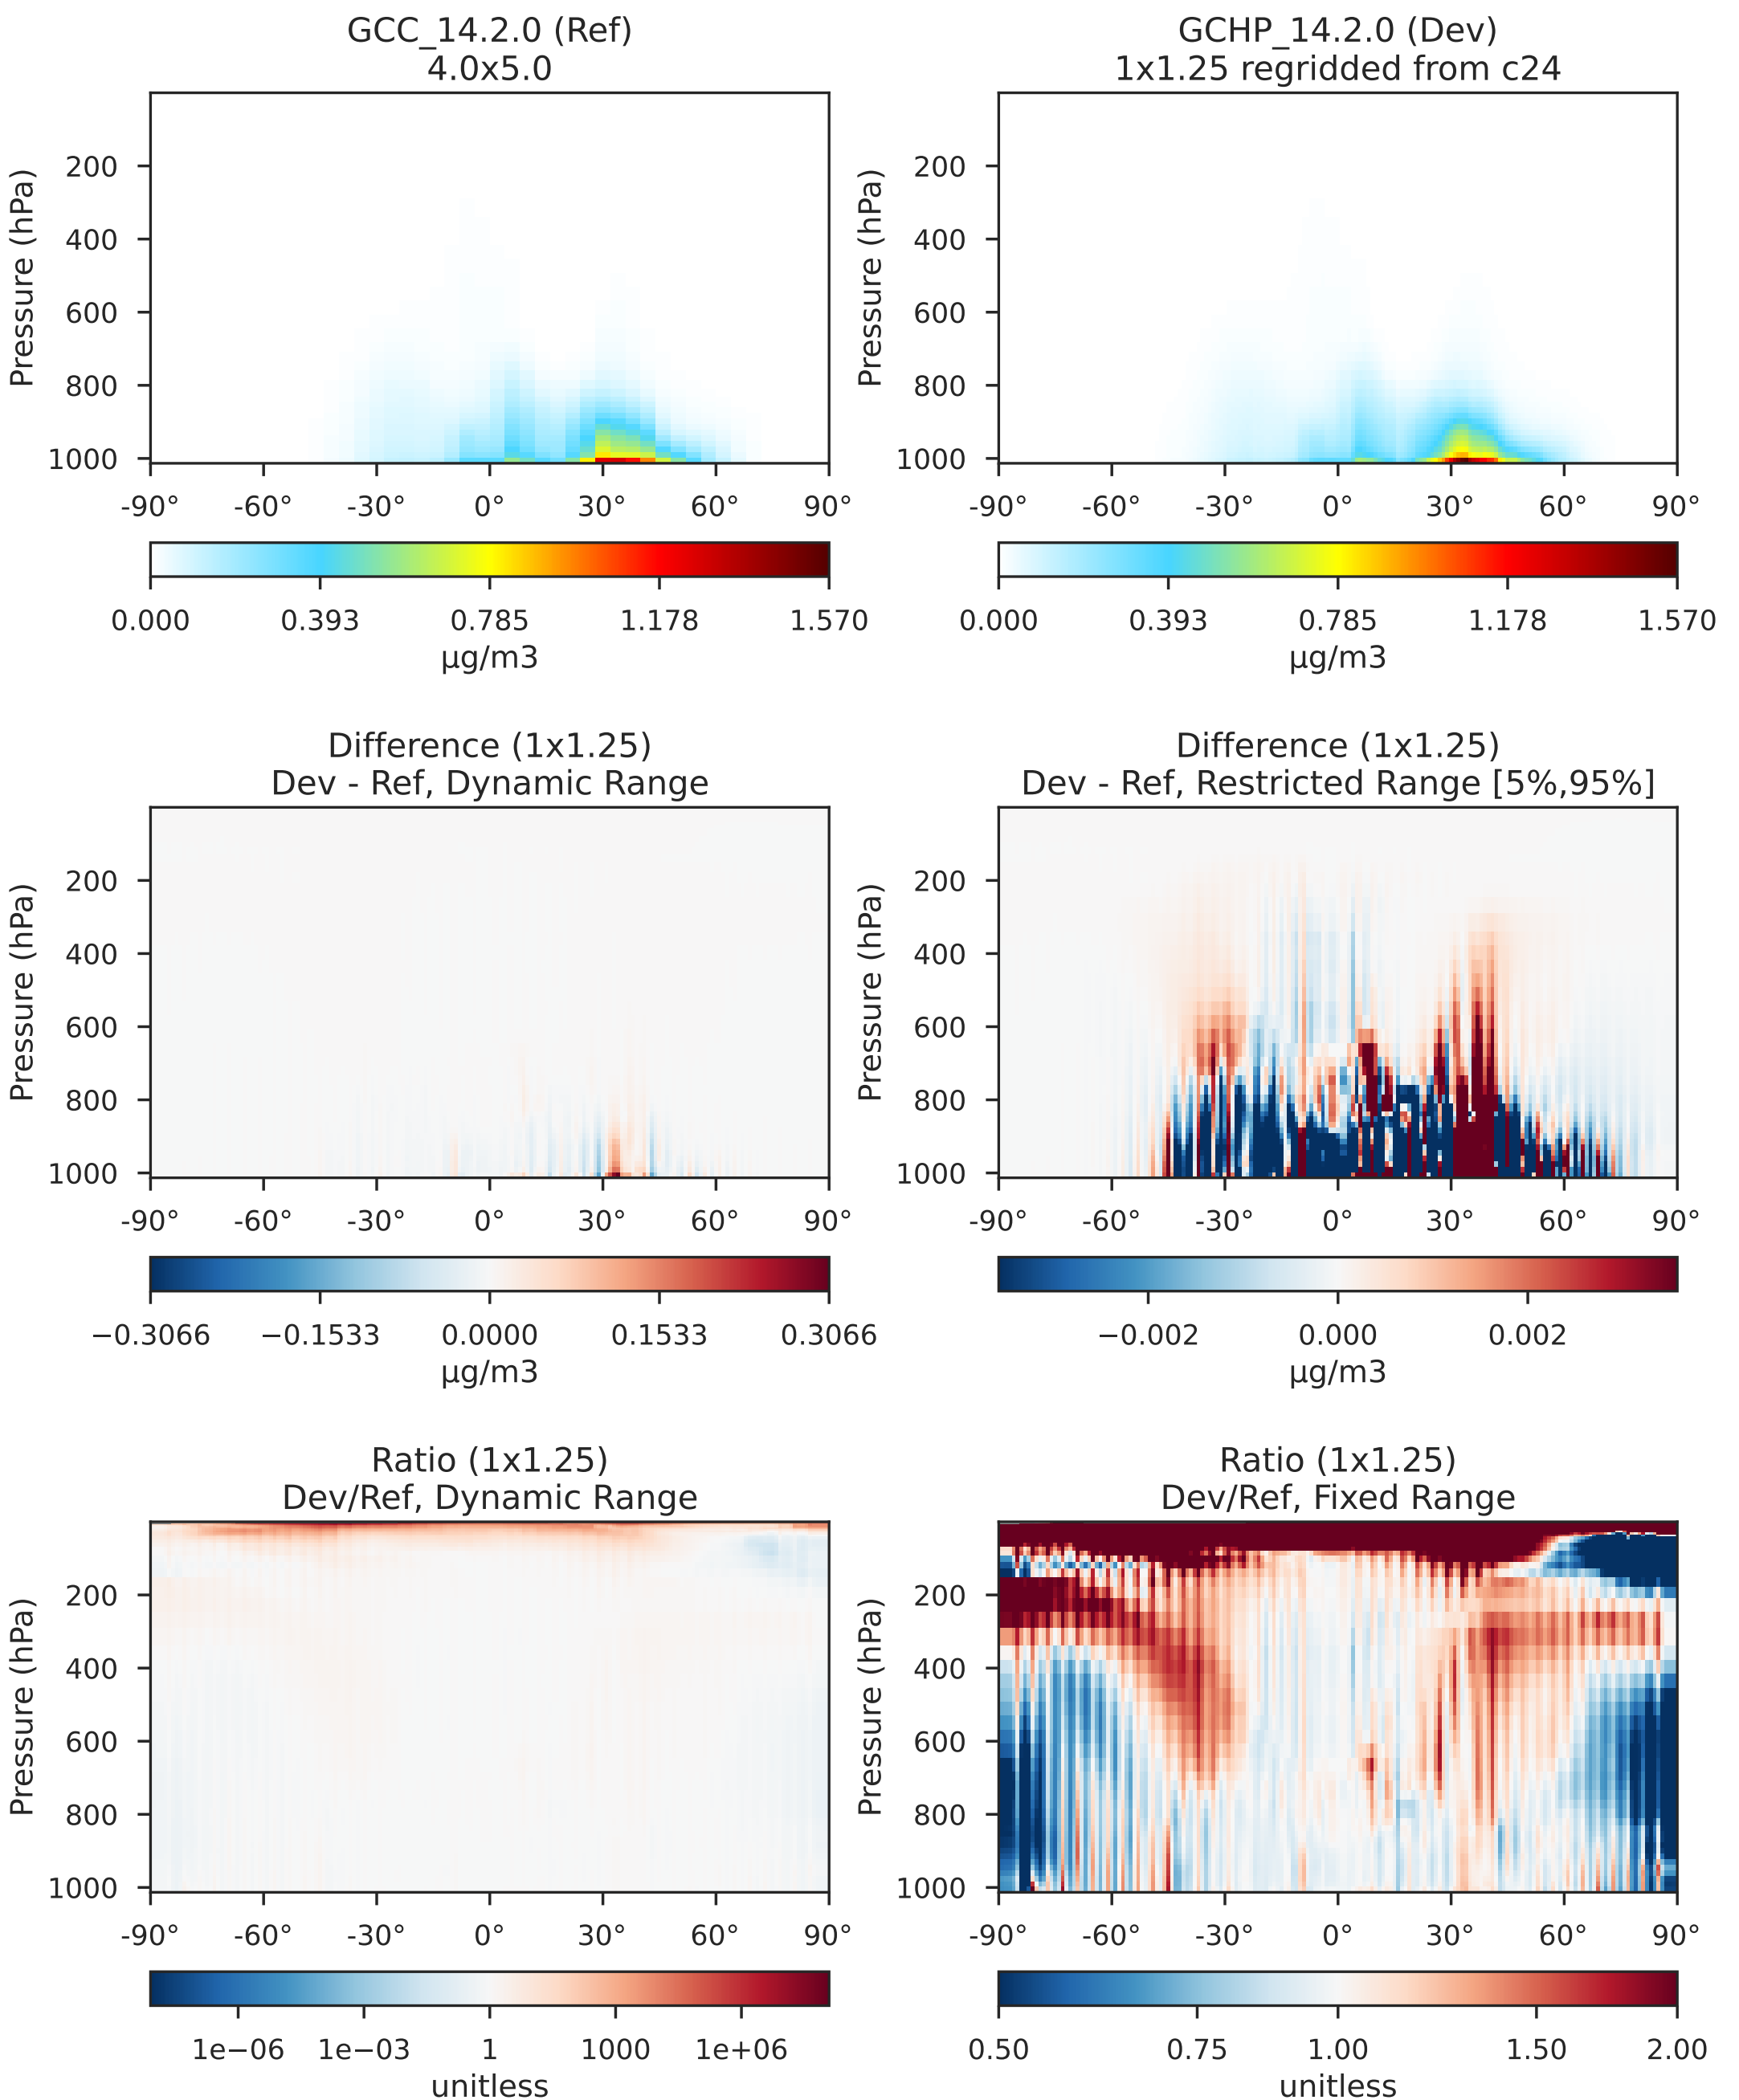 GCC_14.2.0 (Ref)
4.0x5.0
Pressure (hPa)
200
400
600
800
1000
-90° -60° -30° 0° 30° 60° 90°
0.000 0.393 0.785 1.178 1.570
μg/m3
GCHP_14.2.0 (Dev)
1x1.25 regridded from c24
Pressure (hPa)
200
400
600
800
1000
-90° -60° -30° 0° 30° 60° 90°
0.000 0.393 0.785 1.178 1.570
μg/m3
Difference (1x1.25)
Dev - Ref, Dynamic Range
Pressure (hPa)
200
400
600
800
1000
-90° -60° -30° 0° 30° 60° 90°
−0.3066 −0.1533 0.0000 0.1533 0.3066
μg/m3
Difference (1x1.25)
Dev - Ref, Restricted Range [5%,95%]
Pressure (hPa)
200
400
600
800
1000
-90° -60° -30° 0° 30° 60° 90°
−0.002 0.000 0.002
μg/m3
Ratio (1x1.25)
Dev/Ref, Dynamic Range
Pressure (hPa)
200
400
600
800
1000
-90° -60° -30° 0° 30° 60° 90°
1e−06 1e−03 1 1000 1e+06
unitless
Ratio (1x1.25)
Dev/Ref, Fixed Range
Pressure (hPa)
200
400
600
800
1000
-90° -60° -30° 0° 30° 60° 90°
0.50 0.75 1.00 1.50 2.00
unitless